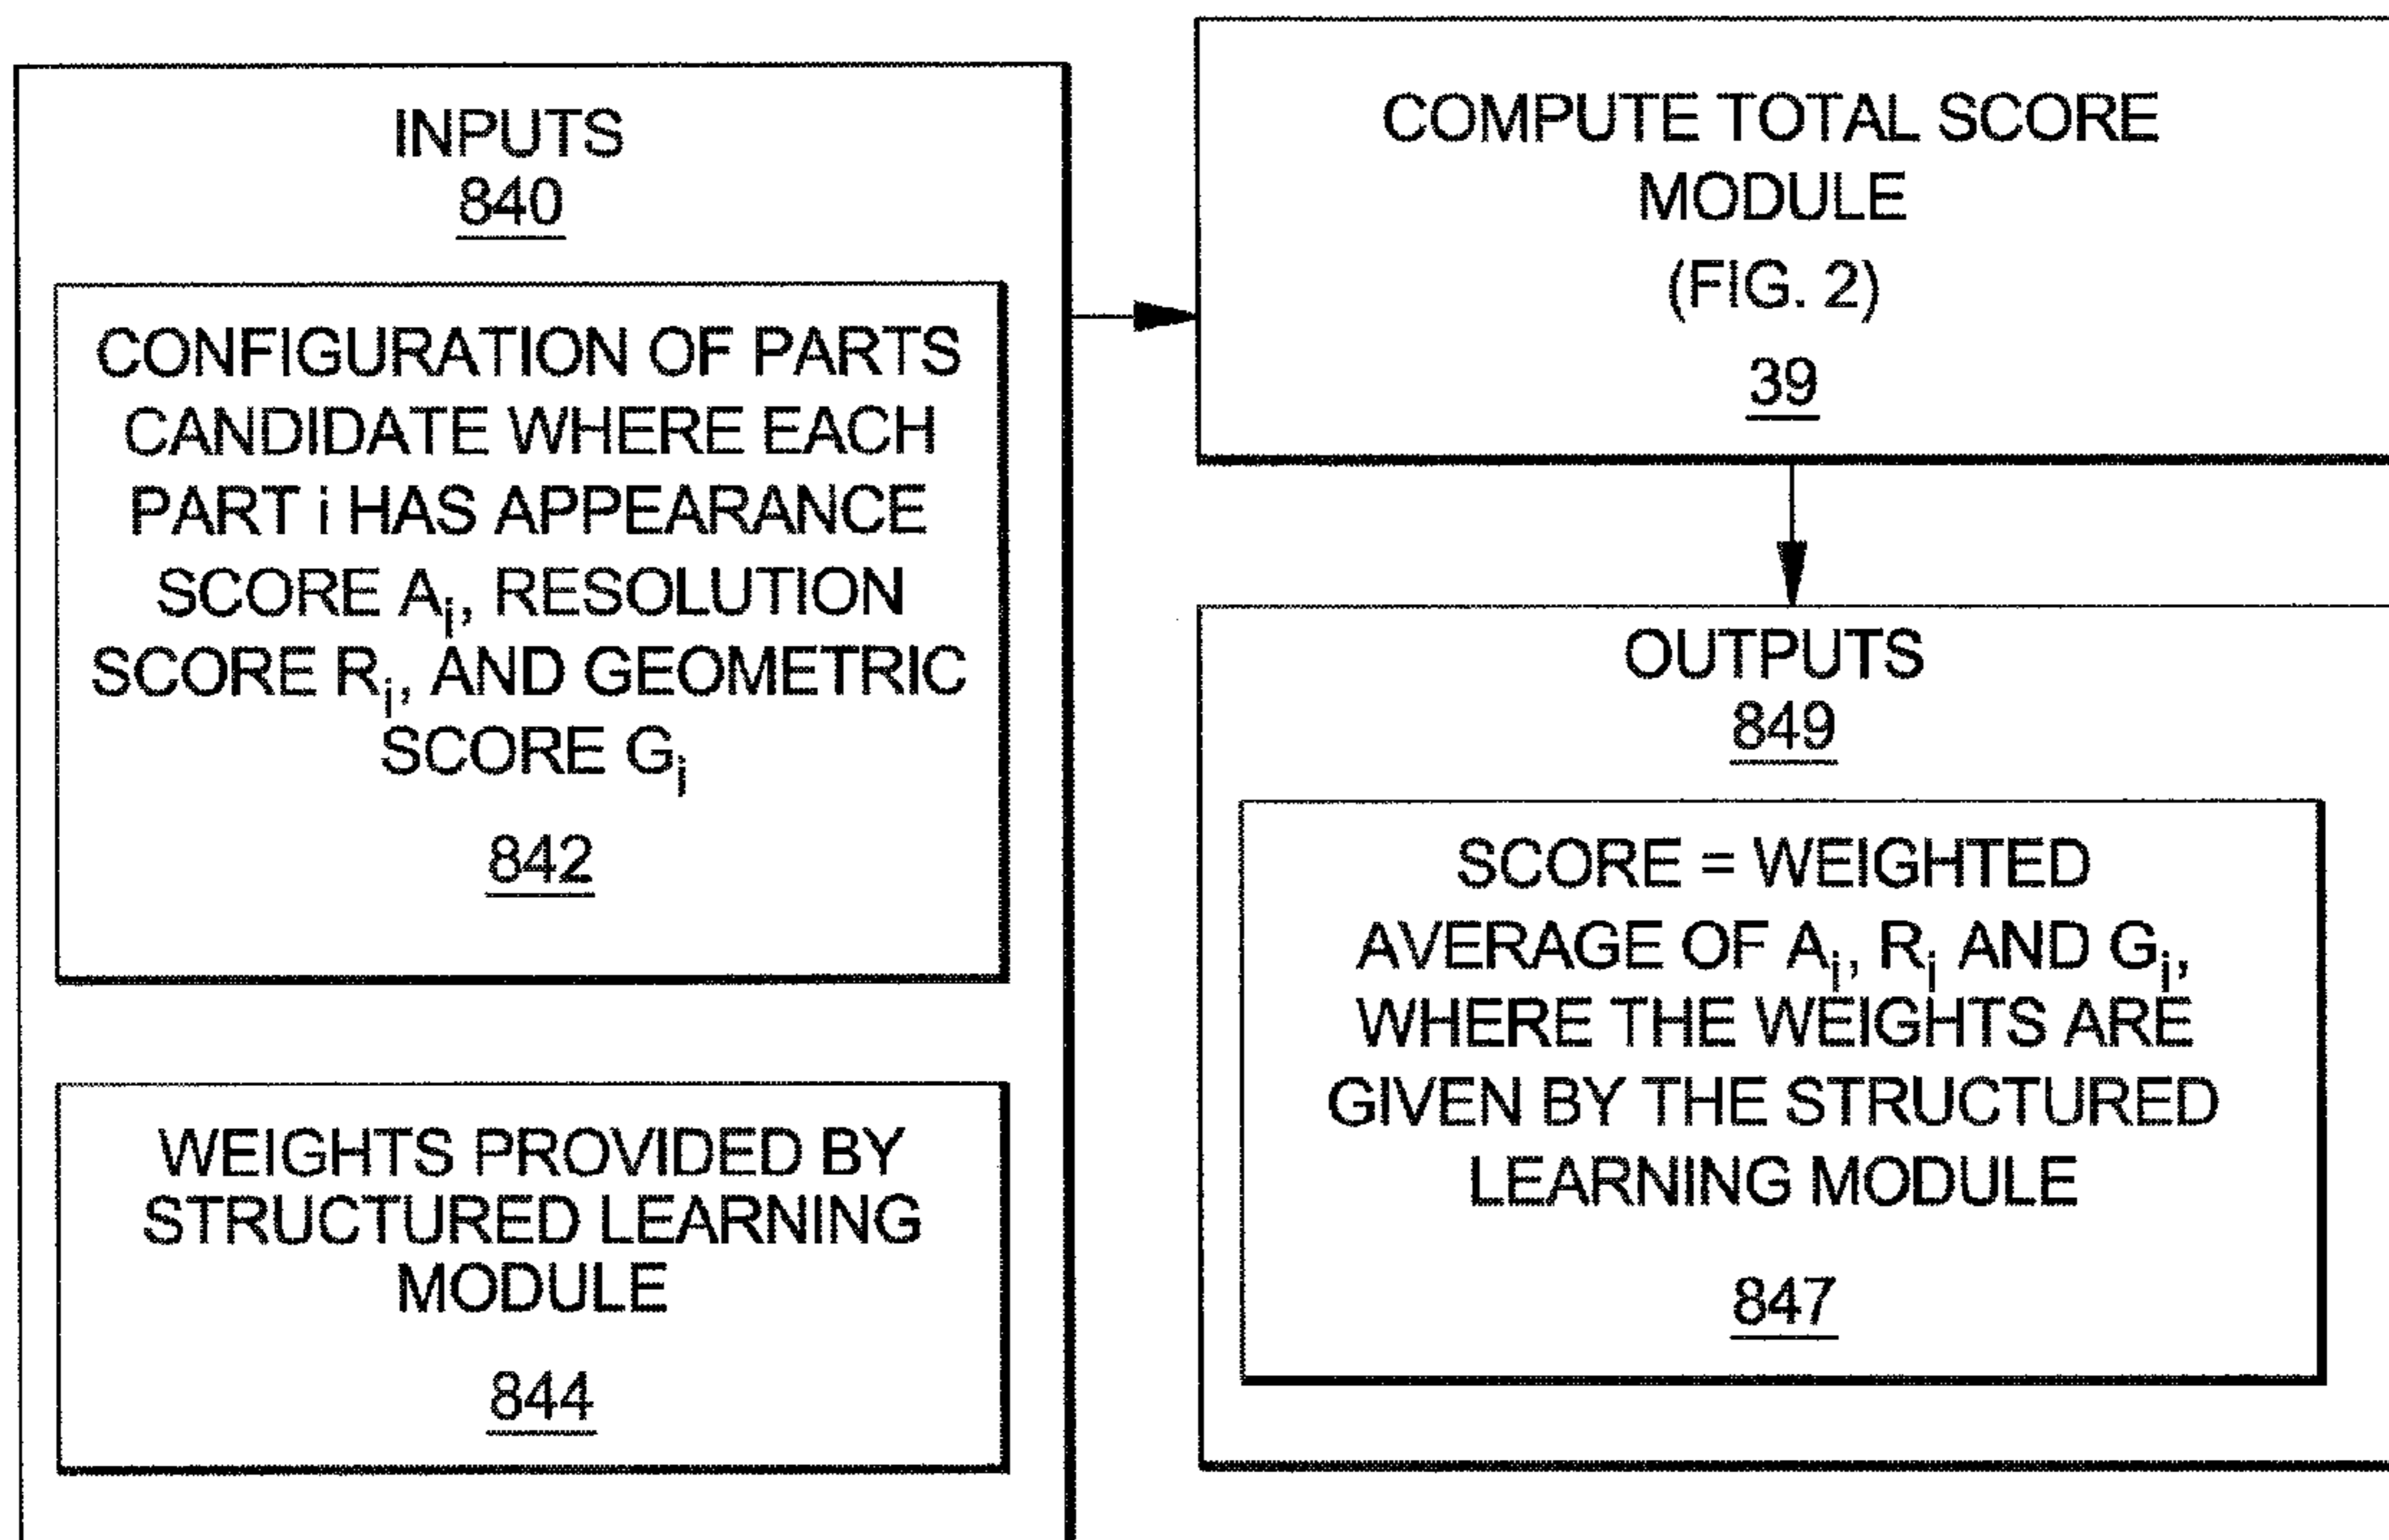 INPUTS
840
CONFIGURATION OF PARTS
CANDIDATE WHERE EACH
PART i HAS APPEARANCE
SCORE Aᵢ, RESOLUTION
SCORE Rᵢ, AND GEOMETRIC
SCORE Gᵢ
842
WEIGHTS PROVIDED BY
STRUCTURED LEARNING
MODULE
844
COMPUTE TOTAL SCORE
MODULE
(FIG. 2)
39
OUTPUTS
849
SCORE = WEIGHTED
AVERAGE OF Aᵢ, Rᵢ AND Gᵢ,
WHERE THE WEIGHTS ARE
GIVEN BY THE STRUCTURED
LEARNING MODULE
847